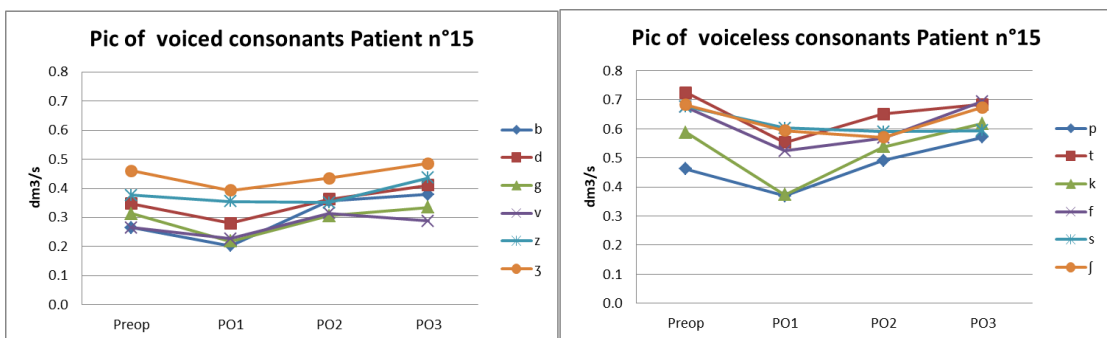 Pic of voiced consonants Patient n°15
0.8
0.7
0.6
0.5
0.4
0.3
0.2
0.1
0.0
dm3/s
Preop PO1 PO2 PO3
b
d
g
v
z
ʒ
Pic of voiceless consonants Patient n°15
0.8
0.7
0.6
0.5
0.4
0.3
0.2
0.1
0.0
dm3/s
Preop PO1 PO2 PO3
p
t
k
f
s
ʃ